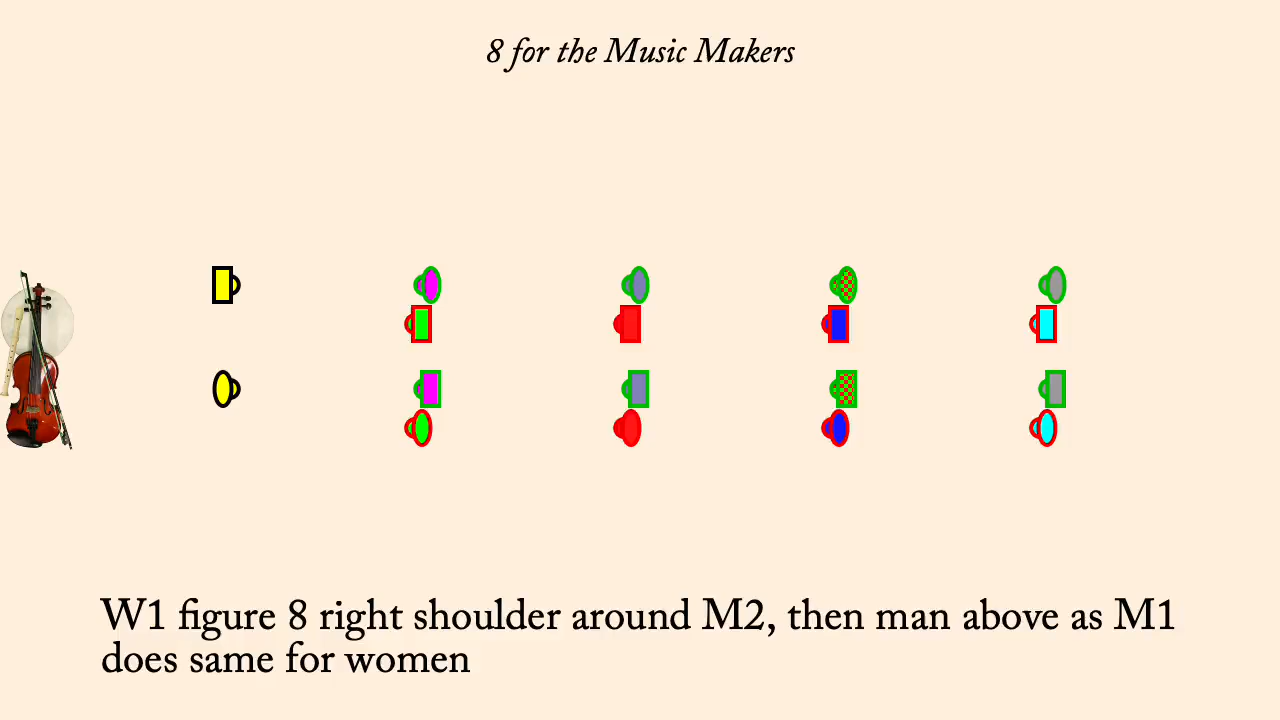 8 for the Music Makers
W1 figure 8 right shoulder around M2, then man above as M1
does same for women